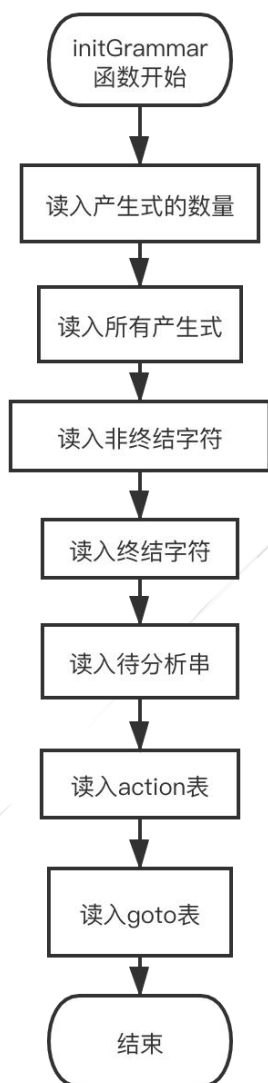 initGrammar
函数开始
读入产生式的数量
读入所有产生式
读入非终结字符
读入终结字符
读入待分析串
读入action表
读入goto表
结束